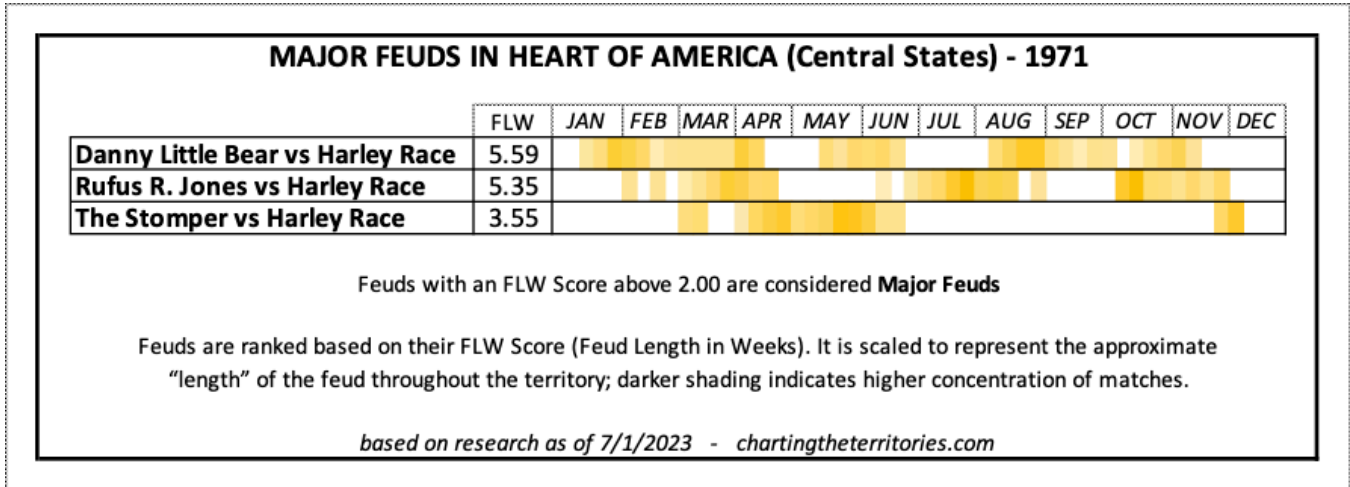 MAJOR FEUDS IN HEART OF AMERICA (Central States) - 1971
FLW JAN FEB MAR APR MAY JUN JUL AUG SEP OCT NOV DEC
Danny Little Bear vs Harley Race 5.59
Rufus R. Jones vs Harley Race 5.35
The Stomper vs Harley Race 3.55
Feuds with an FLW Score above 2.00 are considered Major Feuds
Feuds are ranked based on their FLW Score (Feud Length in Weeks). It is scaled to represent the approximate
“length” of the feud throughout the territory; darker shading indicates higher concentration of matches.
based on research as of 7/1/2023 - chartingtheterritories.com